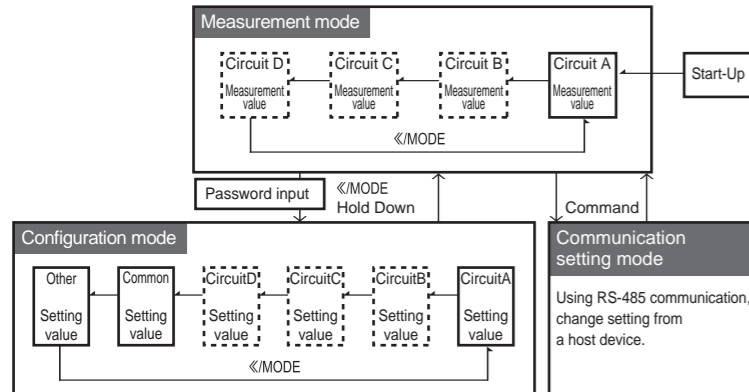 Measurement mode
Circuit D
Measurement
value
Circuit C
Measurement
value
Circuit B
Measurement
value
Circuit A
Measurement
value
Start-Up
≪/MODE
Password input
≪/MODE
Hold Down
Command
Configuration mode
Other
Setting
value
Common
Setting
value
CircuitD
Setting
value
CircuitC
Setting
value
CircuitB
Setting
value
CircuitA
Setting
value
≪/MODE
Communication
setting mode
Using RS-485 communication,
change setting from
a host device.